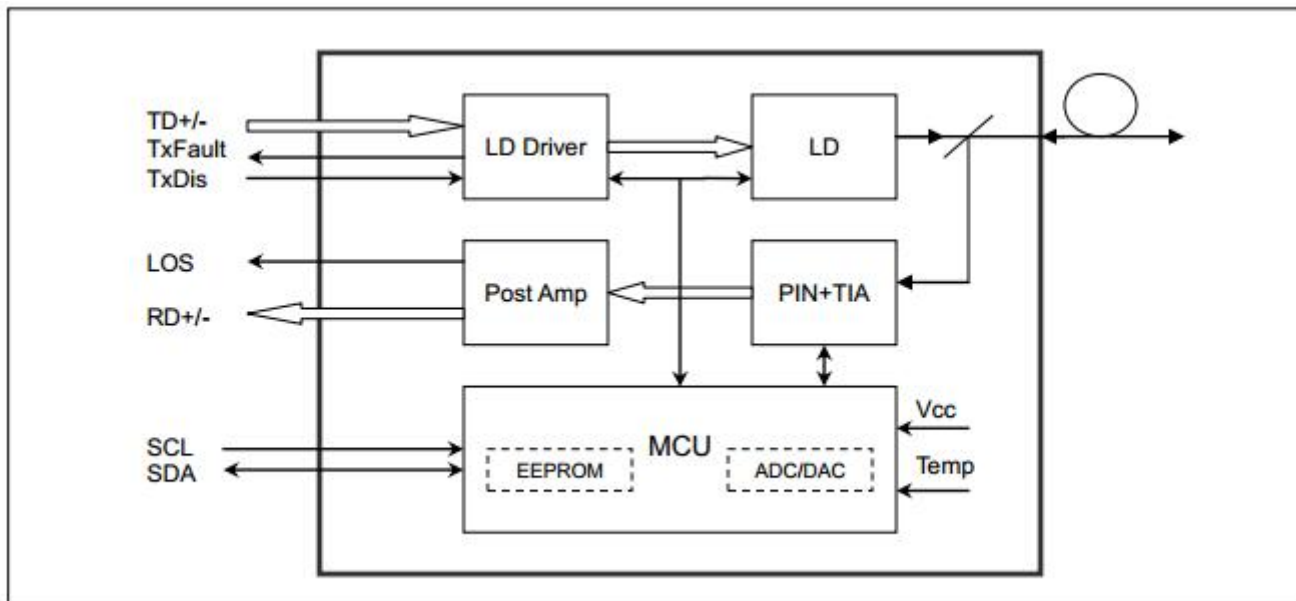 TD+/-
TxFault
TxDis
LD Driver
LD
LOS
RD+/-
Post Amp
PIN+TIA
SCL
SDA
MCU
EEPROM
ADC/DAC
Vcc
Temp